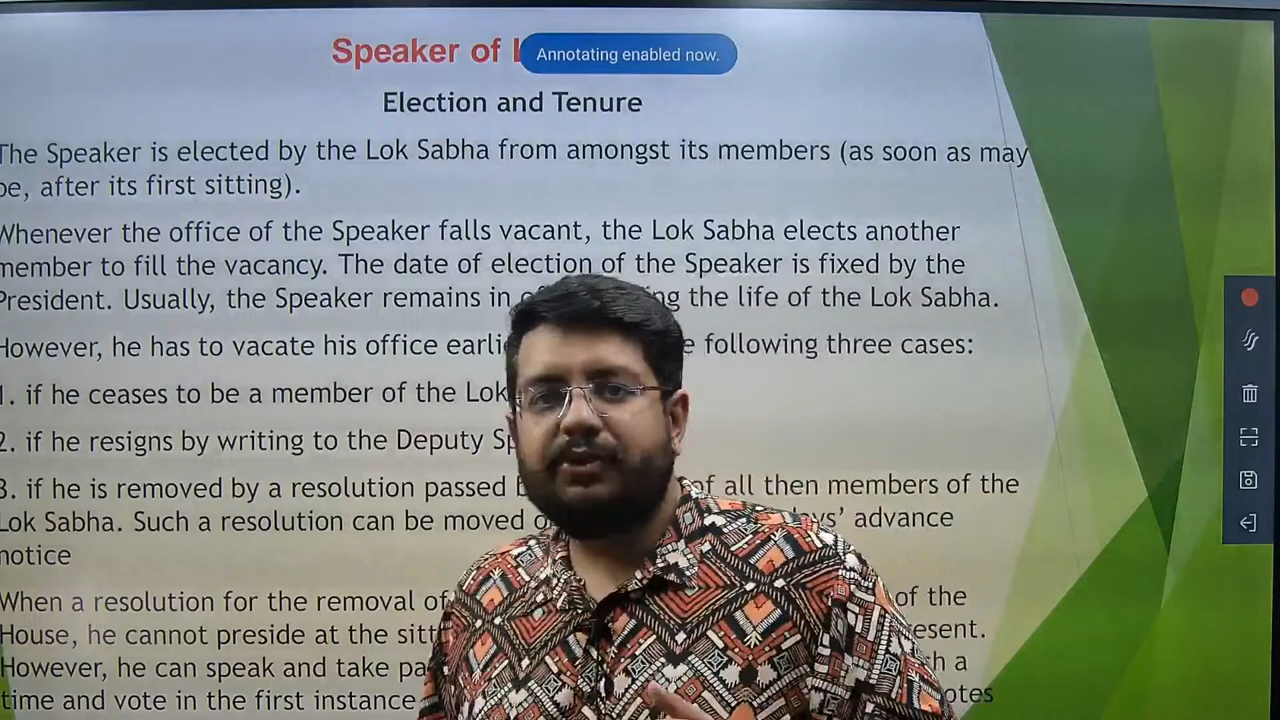 Speaker of
Annotating enabled now.
Election and Tenure
The Speaker is elected by the Lok Sabha from amongst its members (as soon as may
be, after its first sitting).
Whenever the office of the Speaker falls vacant, the Lok Sabha elects another
member to fill the vacancy. The date of election of the Speaker is fixed by the
President. Usually, the Speaker remains in the life of the Lok Sabha.
However, he has to vacate his office following three cases:
1. if he ceases to be a member of the Lok
2. if he resigns by writing to the Deputy
3. if he is removed by a resolution passed of all then members of the
Lok Sabha. Such a resolution can be moved advance
notice
When a resolution for the removal of of the
House, he cannot preside at the
However, he can speak and take a
time and vote in the first instance